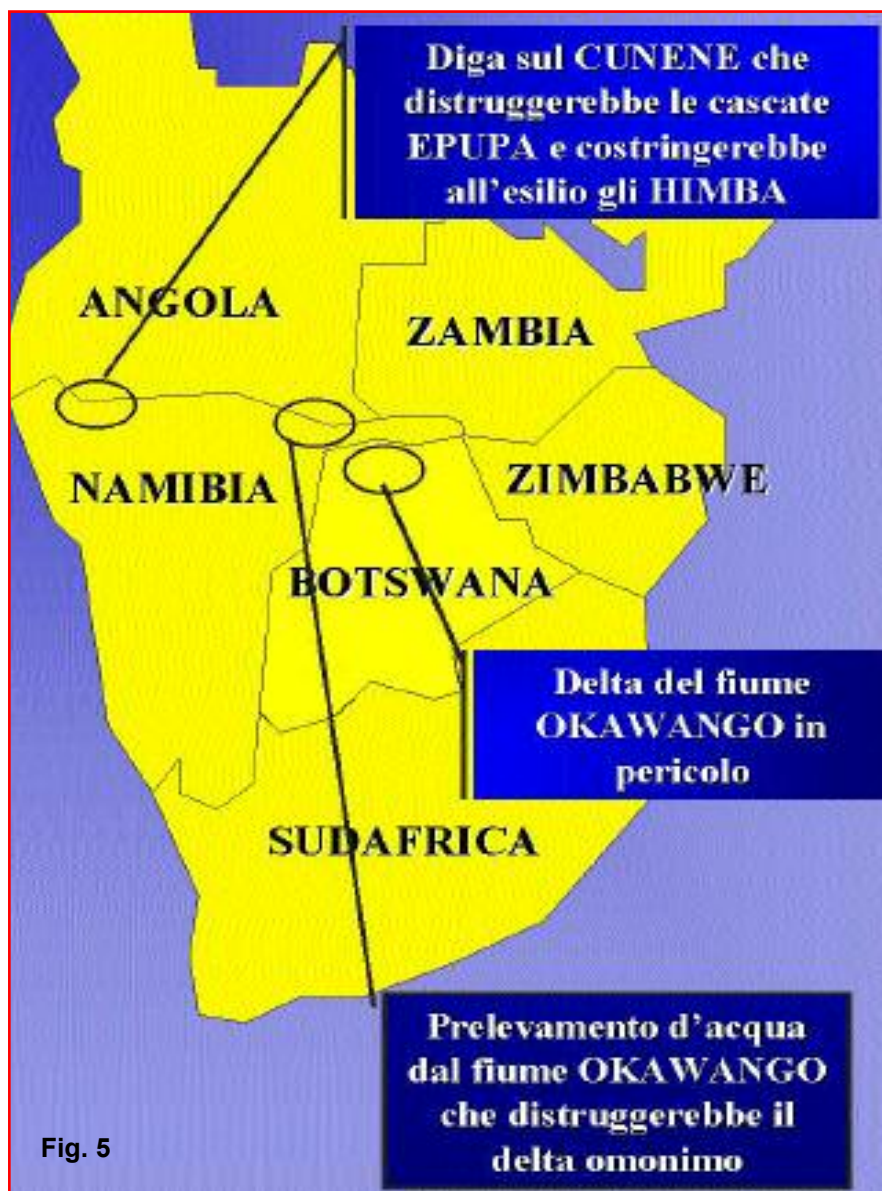 Diga sul CUNENE che
distruggerebbe le cascate
EPUPA e costringerebbe
all'esilio gli HIMBA
ANGOLA
ZAMBIA
NAMIBIA
ZIMBABWE
BOTSWANA
Delta del fiume
OKAWANGO in
pericolo
SUDAFRICA
Prelevamento d'acqua
dal fiume OKAWANGO
che distruggerebbe il
delta omonimo
Fig. 5